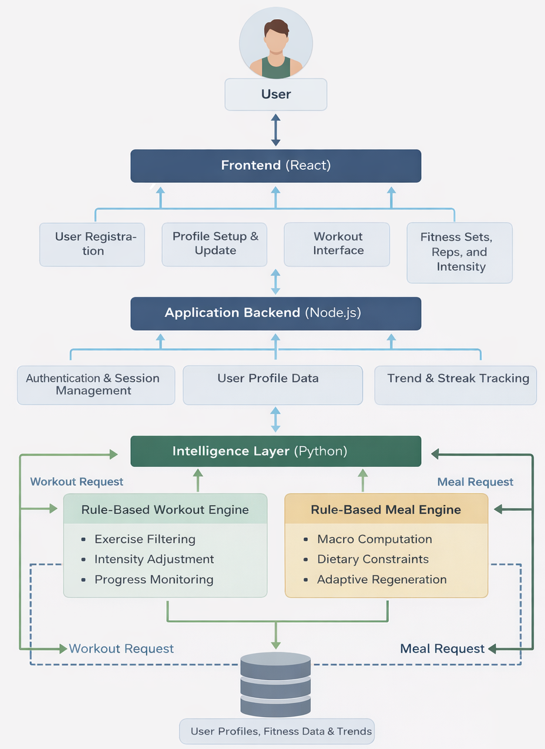 User
Frontend (React)
User Registra-
tion
Profile Setup &
Update
Workout
Interface
Fitness Sets,
Reps, and
Intensity
Application Backend (Node.js)
Authentication & Session
Management
User Profile Data
Trend & Streak Tracking
Intelligence Layer (Python)
Workout Request
Meal Request
Rule-Based Workout Engine
• Exercise Filtering
• Intensity Adjustment
• Progress Monitoring
Rule-Based Meal Engine
• Macro Computation
• Dietary Constraints
• Adaptive Regeneration
Workout Request
Meal Request
User Profiles, Fitness Data & Trends